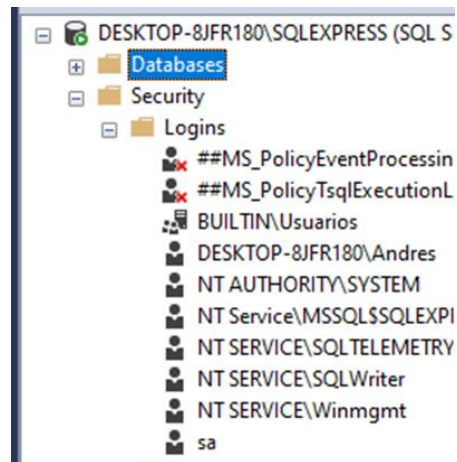 DESKTOP-8JFR180\SQLEXPRESS (SQL S
Databases
Security
Logins
##MS_PolicyEventProcessin
##MS_PolicyTsqlExecutionL
BUILTIN\Usuarios
DESKTOP-8JFR180\Andres
NT AUTHORITY\SYSTEM
NT Service\MSSQL$SQLEXPI
NT SERVICE\SQLTELEMETRY
NT SERVICE\SQLWriter
NT SERVICE\Winmgmt
sa